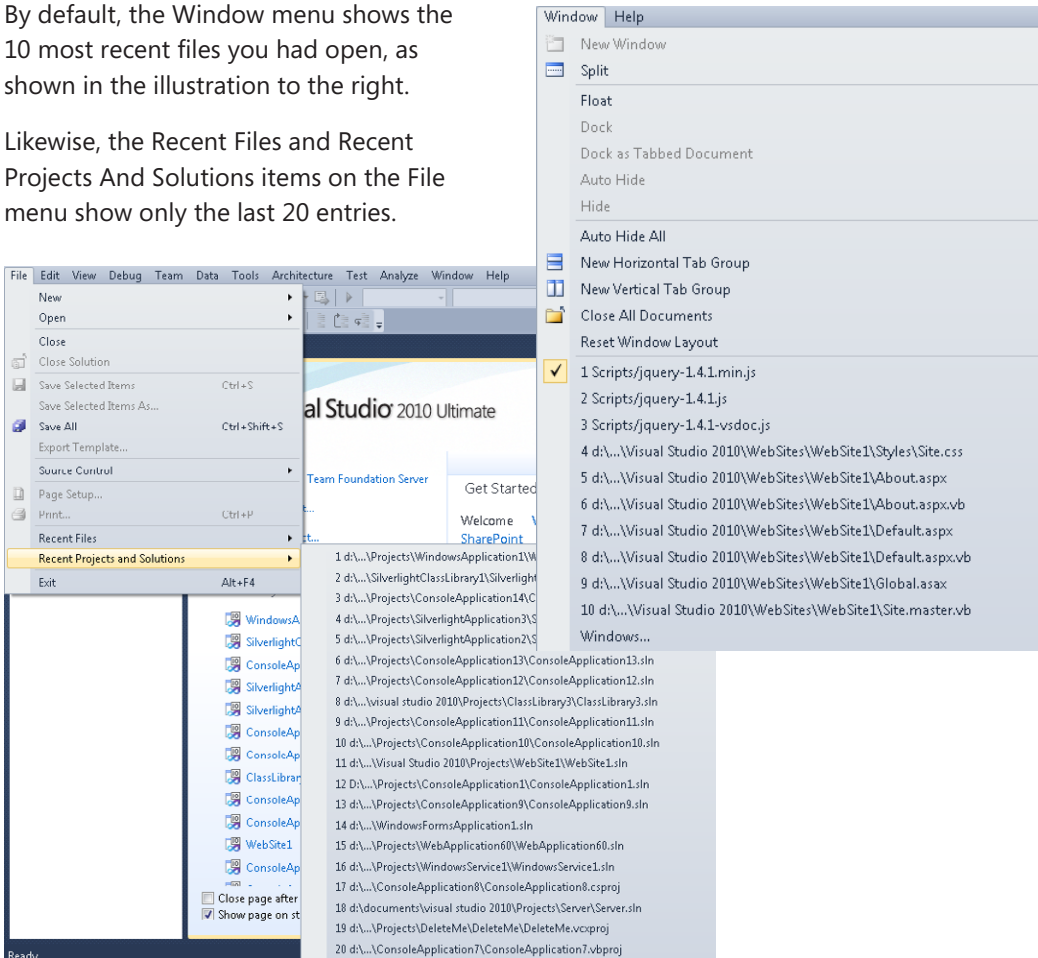 By default, the Window menu shows the
10 most recent files you had open, as
shown in the illustration to the right.
Likewise, the Recent Files and Recent
Projects And Solutions items on the File
menu show only the last 20 entries.
Window Help
New Window
Split
Float
Dock
Dock as Tabbed Document
Auto Hide
Hide
Auto Hide All
New Horizontal Tab Group
New Vertical Tab Group
Close All Documents
Reset Window Layout
1 Scripts/jquery-1.4.1.min.js
2 Scripts/jquery-1.4.1.js
3 Scripts/jquery-1.4.1-vsdoc.js
4 d:\...\Visual Studio 2010\WebSites\WebSite1\Styles\Site.css
5 d:\...\Visual Studio 2010\WebSites\WebSite1\About.aspx
6 d:\...\Visual Studio 2010\WebSites\WebSite1\About.aspx.vb
7 d:\...\Visual Studio 2010\WebSites\WebSite1\Default.aspx
8 d:\...\Visual Studio 2010\WebSites\WebSite1\Default.aspx.vb
9 d:\...\Visual Studio 2010\WebSites\WebSite1\Global.asax
10 d:\...\Visual Studio 2010\WebSites\WebSite1\Site.master.vb
Windows...
File Edit View Debug Team Data Tools Architecture Test Analyze Window Help
New
Open
Close
Close Solution
Save Selected Items Ctrl+S
Save Selected Items As...
Save All Ctrl+Shift+S
Export Template...
Source Control
Page Setup...
Print... Ctrl+P
Recent Files
Recent Projects and Solutions
Exit Alt+F4
al Studio 2010 Ultimate
Team Foundation Server
Get Started
Welcome
SharePoint
1 d:\...\Projects\WindowsApplication1\W
2 d:\...\SilverlightClassLibrary1\Silverlight
3 d:\...\Projects\ConsoleApplication14\C
4 d:\...\Projects\SilverlightApplication3\S
5 d:\...\Projects\SilverlightApplication2\S
6 d:\...\Projects\ConsoleApplication13\ConsoleApplication13.sln
7 d:\...\Projects\ConsoleApplication12\ConsoleApplication12.sln
8 d:\...\visual studio 2010\Projects\ClassLibrary3\ClassLibrary3.sln
9 d:\...\Projects\ConsoleApplication11\ConsoleApplication11.sln
10 d:\...\Projects\ConsoleApplication10\ConsoleApplication10.sln
11 d:\...\Visual Studio 2010\Projects\WebSite1\WebSite1.sln
12 D:\...\Projects\ConsoleApplication1\ConsoleApplication1.sln
13 d:\...\Projects\ConsoleApplication9\ConsoleApplication9.sln
14 d:\...\WindowsFormsApplication1.sln
15 d:\...\Projects\WebApplication60\WebApplication60.sln
16 d:\...\Projects\WindowsService1\WindowsService1.sln
17 d:\...\ConsoleApplication8\ConsoleApplication8.csproj
18 d:\documents\visual studio 2010\Projects\Server\Server.sln
19 d:\...\Projects\DeleteMe\DeleteMe\DeleteMe.vcxproj
20 d:\...\ConsoleApplication7\ConsoleApplication7.vbproj
WindowsA
SilverlightC
ConsoleAp
SilverlightA
SilverlightA
ConsoleAp
ConsoleAp
ClassLibrar
ConsoleAp
ConsoleAp
WebSite1
ConsoleAp
Close page after
Show page on st
Ready